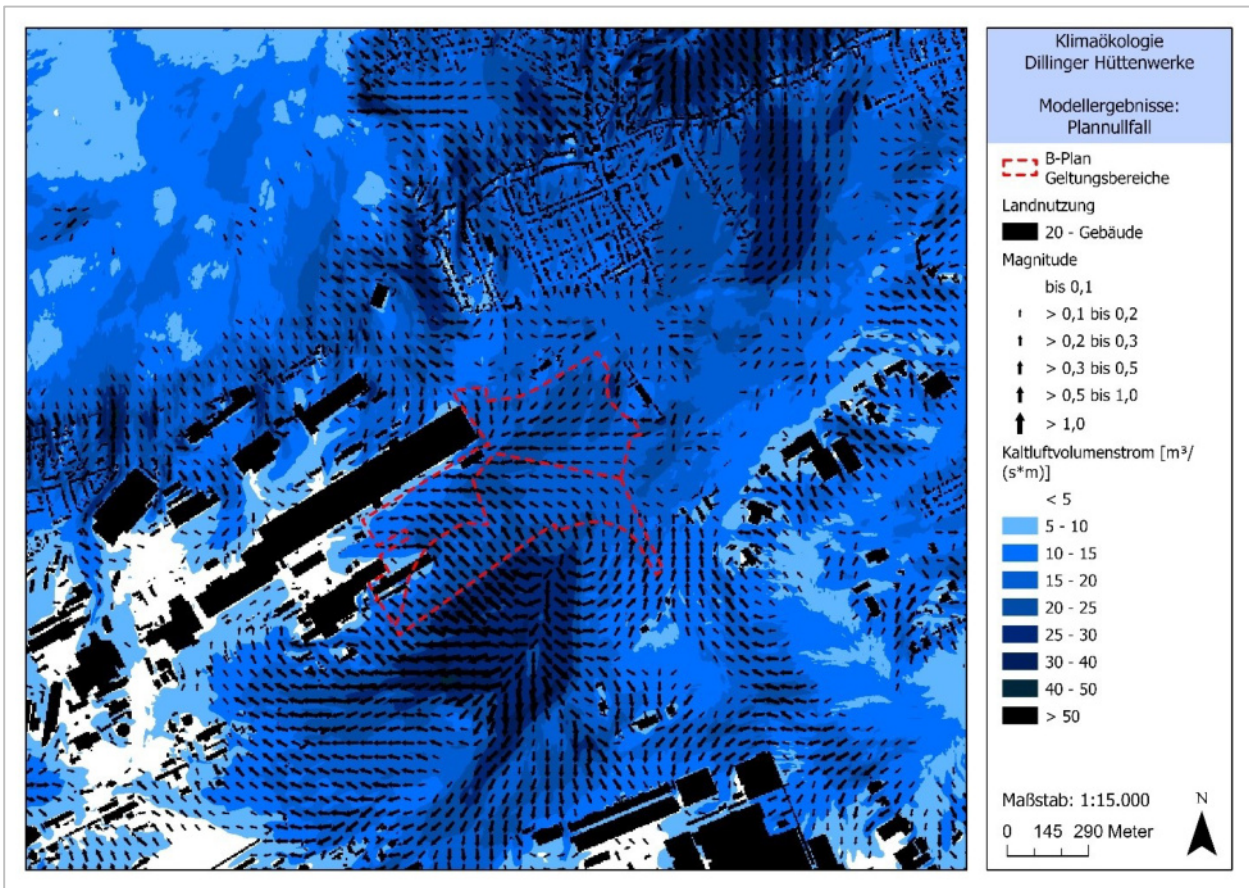 Klimaökologie
Dillinger Hüttenwerke
Modellergebnisse:
Plannullfall
B-Plan
Geltungsbereiche
Landnutzung
20 - Gebäude
Magnitude
bis 0,1
> 0,1 bis 0,2
> 0,2 bis 0,3
> 0,3 bis 0,5
> 0,5 bis 1,0
> 1,0
Kaltluftvolumenstrom [m³/
(s*m)]
< 5
5 - 10
10 - 15
15 - 20
20 - 25
25 - 30
30 - 40
40 - 50
> 50
Maßstab: 1:15.000
N
0 145 290 Meter